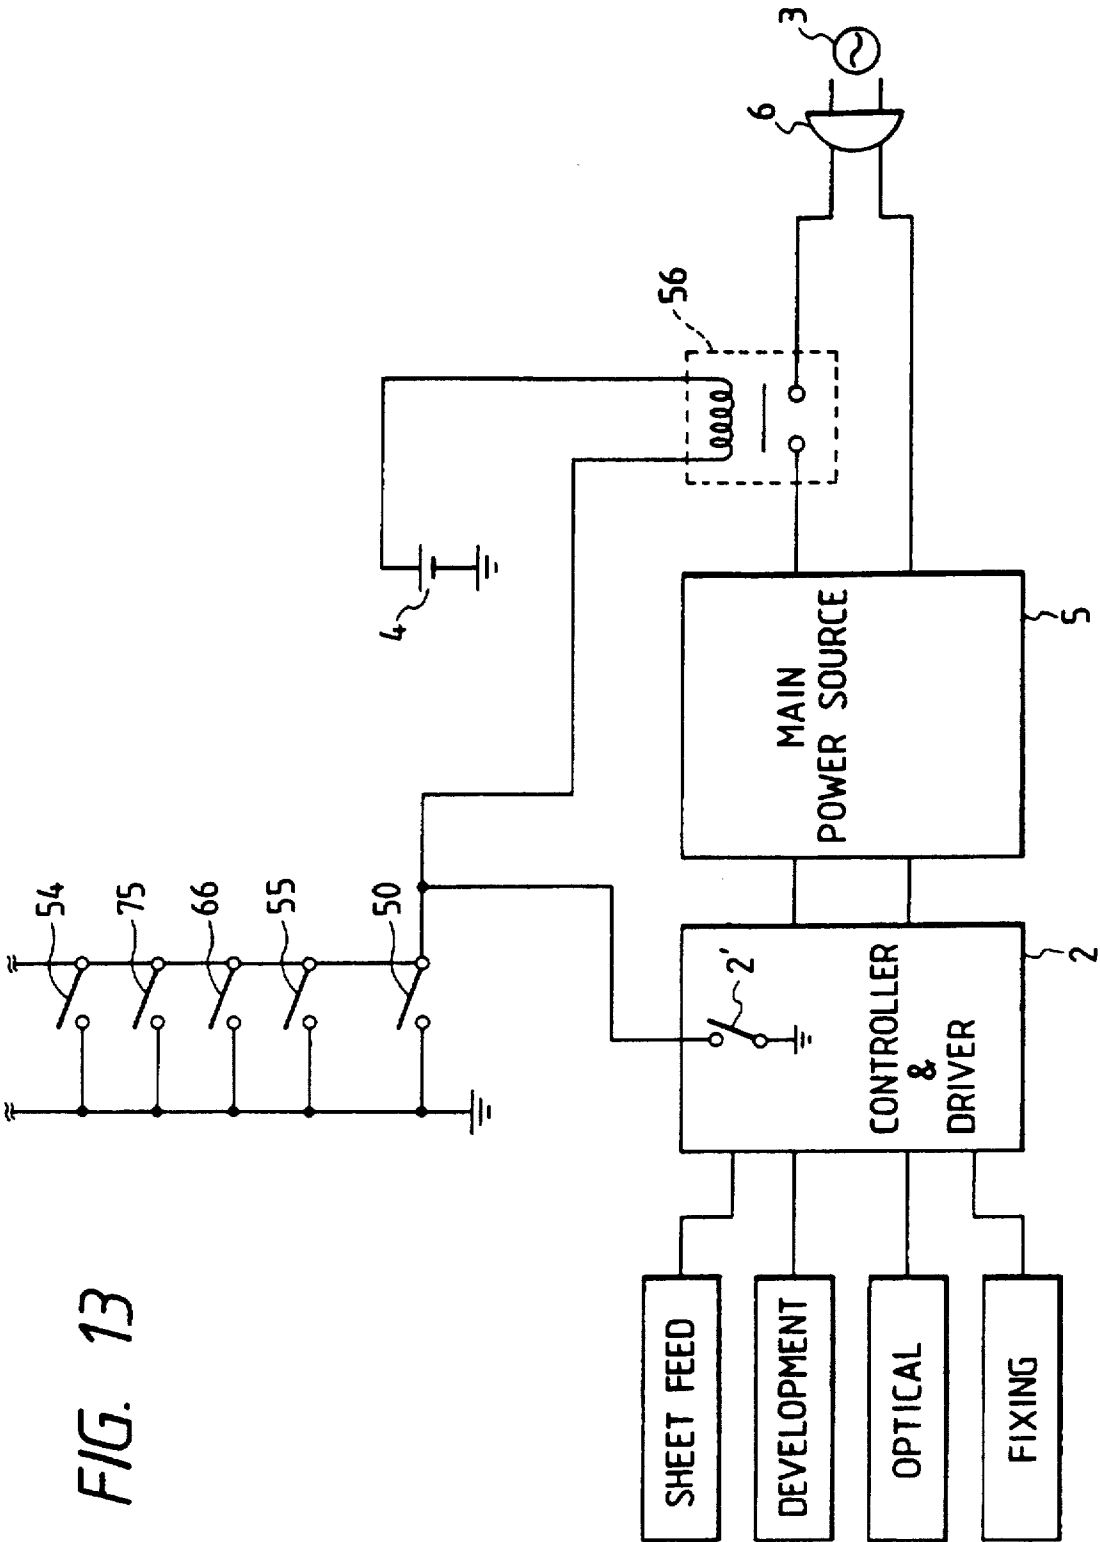 FIG. 13
54
75
66
55
50
4
56
6
3
2'
SHEET FEED
DEVELOPMENT
OPTICAL
FIXING
CONTROLLER
&
DRIVER
2
MAIN
POWER SOURCE
5